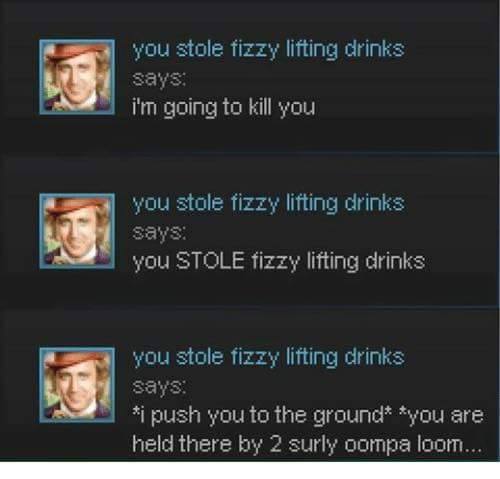 you stole fizzy lifting drinks
says:
i'm going to kill you
you stole fizzy lifting drinks
says:
you STOLE fizzy lifting drinks
you stole fizzy lifting drinks
says:
*i push you to the ground* *you are
held there by 2 surly oompa loom...